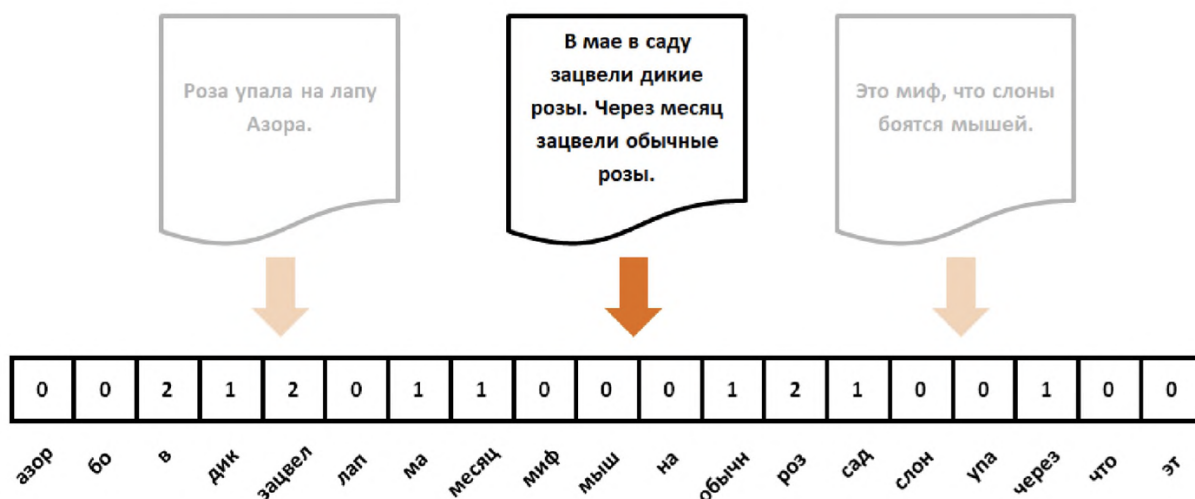 Роза упала на лапу
Азора.
В мае в саду
зацвели дикие
розы. Через месяц
зацвели обычные
розы.
Это миф, что слоны
боятся мышей.
0 0 2 1 2 0 1 1 0 0 0 1 2 1 0 0 1 0 0
азор бо в дик зацвел лап ма месяц миф мыш на обычн роз сад слон упа через что эт